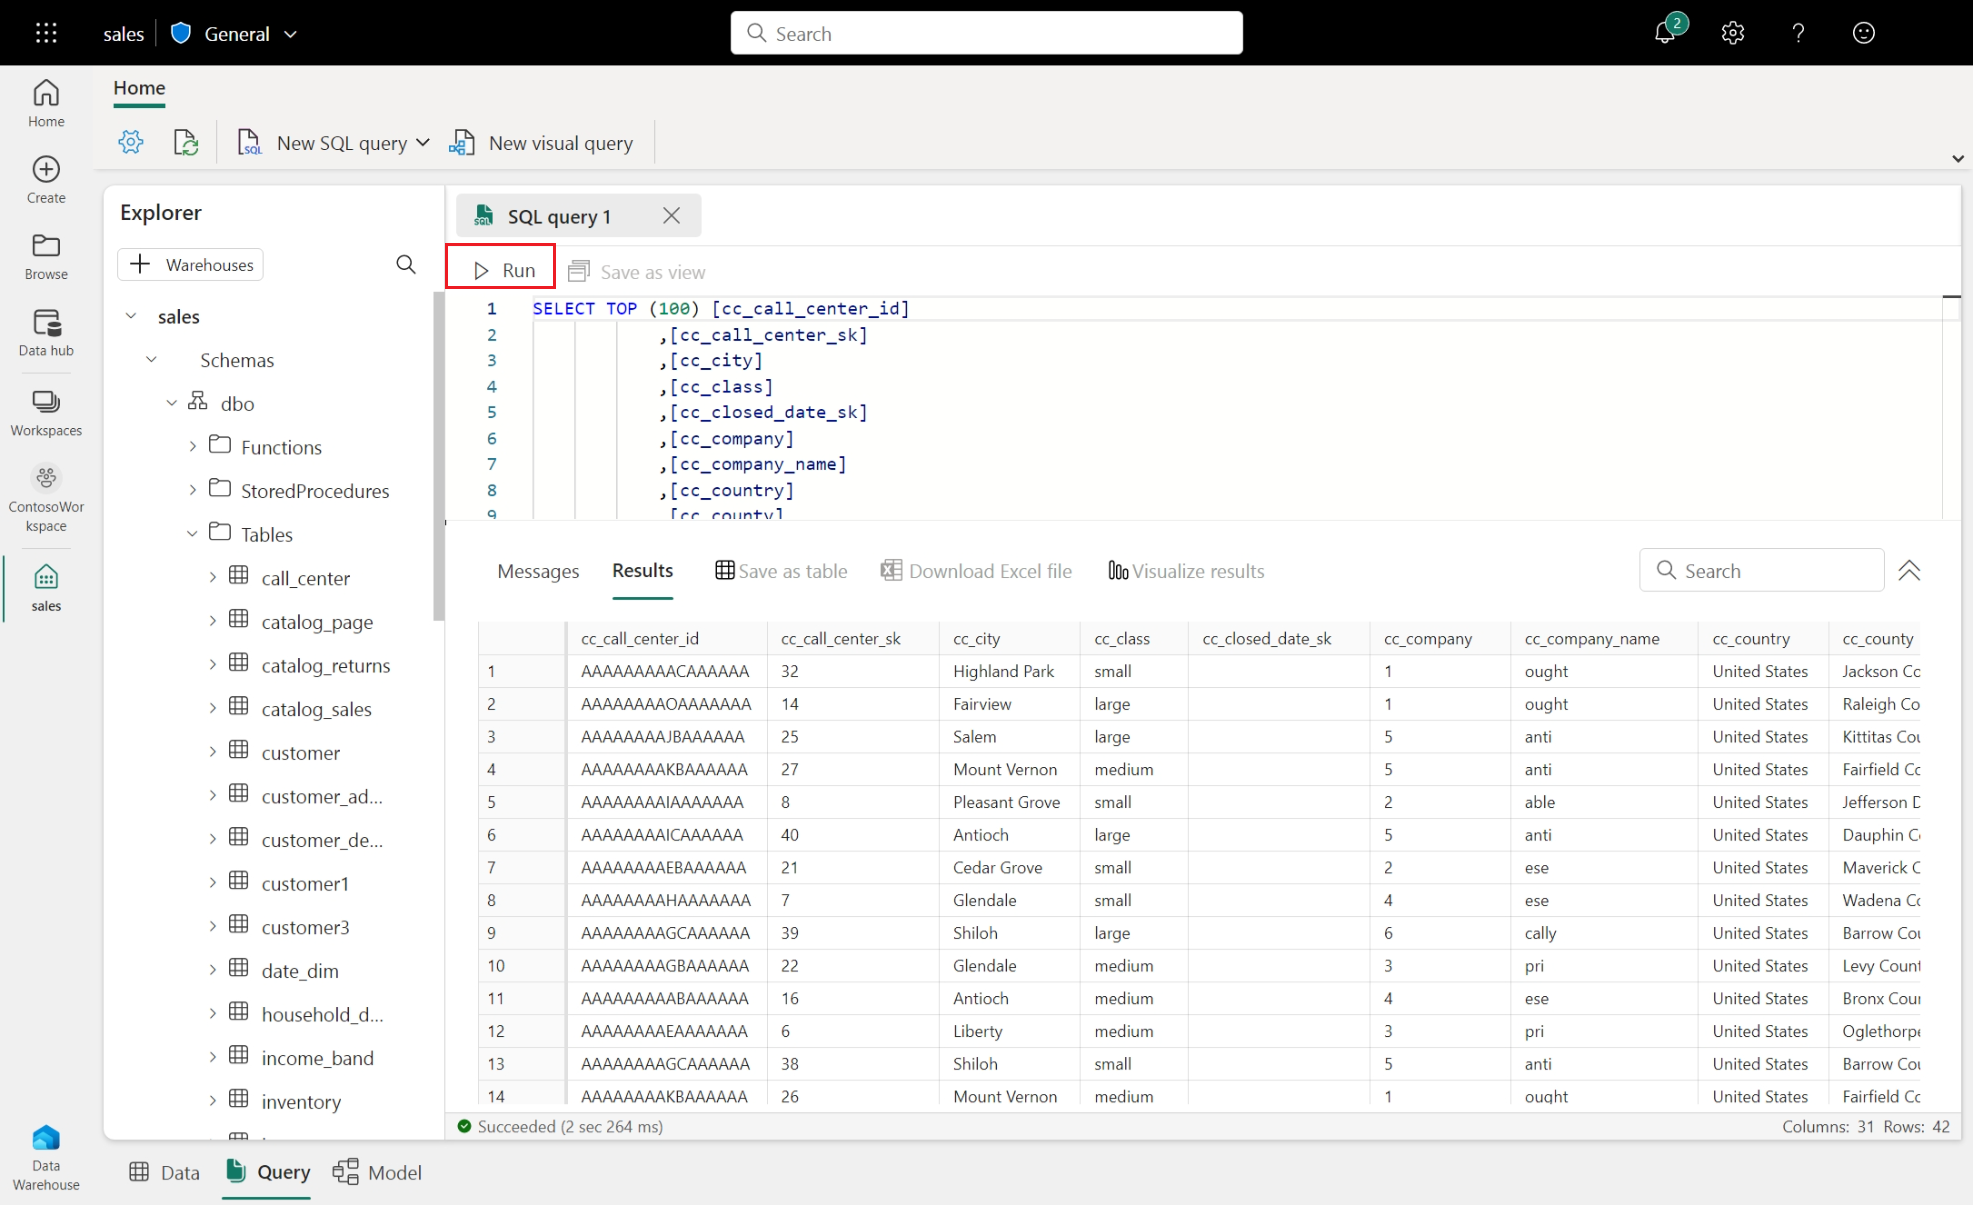 sales General Search 2
Home
New SQL query New visual query
Home
Create
Browse
Data hub
Workspaces
ContosoWor
kspace
sales
Data
Warehouse
Explorer
Warehouses
sales
Schemas
dbo
Functions
StoredProcedures
Tables
call_center
catalog_page
catalog_returns
catalog_sales
customer
customer_ad...
customer_de...
customer1
customer3
date_dim
household_d...
income_band
inventory
SQL query 1
Run Save as view
1 SELECT TOP (100) [cc_call_center_id]
2 ,[cc_call_center_sk]
3 ,[cc_city]
4 ,[cc_class]
5 ,[cc_closed_date_sk]
6 ,[cc_company]
7 ,[cc_company_name]
8 ,[cc_country]
9 ,[cc_county]
Messages Results Save as table Download Excel file Visualize results Search
cc_call_center_id cc_call_center_sk cc_city cc_class cc_closed_date_sk cc_company cc_company_name cc_country cc_county
1 AAAAAAAAACAAAAAA 32 Highland Park small 1 ought United States Jackson Co
2 AAAAAAAAOAAAAAAA 14 Fairview large 1 ought United States Raleigh Co
3 AAAAAAAAJBAAAAAA 25 Salem large 5 anti United States Kittitas Cou
4 AAAAAAAAKBAAAAAA 27 Mount Vernon medium 5 anti United States Fairfield Cc
5 AAAAAAAAIAAAAAAA 8 Pleasant Grove small 2 able United States Jefferson D
6 AAAAAAAAICAAAAAA 40 Antioch large 5 anti United States Dauphin C
7 AAAAAAAAEBAAAAAA 21 Cedar Grove small 2 ese United States Maverick C
8 AAAAAAAAHAAAAAAA 7 Glendale small 4 ese United States Wadena Co
9 AAAAAAAAGCAAAAAA 39 Shiloh large 6 cally United States Barrow Cou
10 AAAAAAAAGBAAAAAA 22 Glendale medium 3 pri United States Levy Count
11 AAAAAAAAABAAAAAA 16 Antioch medium 4 ese United States Bronx Coun
12 AAAAAAAAEAAAAAAA 6 Liberty medium 3 pri United States Oglethorpe
13 AAAAAAAAGCAAAAAA 38 Shiloh small 5 anti United States Barrow Cou
14 AAAAAAAAKBAAAAAA 26 Mount Vernon medium 1 ought United States Fairfield Cc
Succeeded (2 sec 264 ms) Columns: 31 Rows: 42
Data Query Model